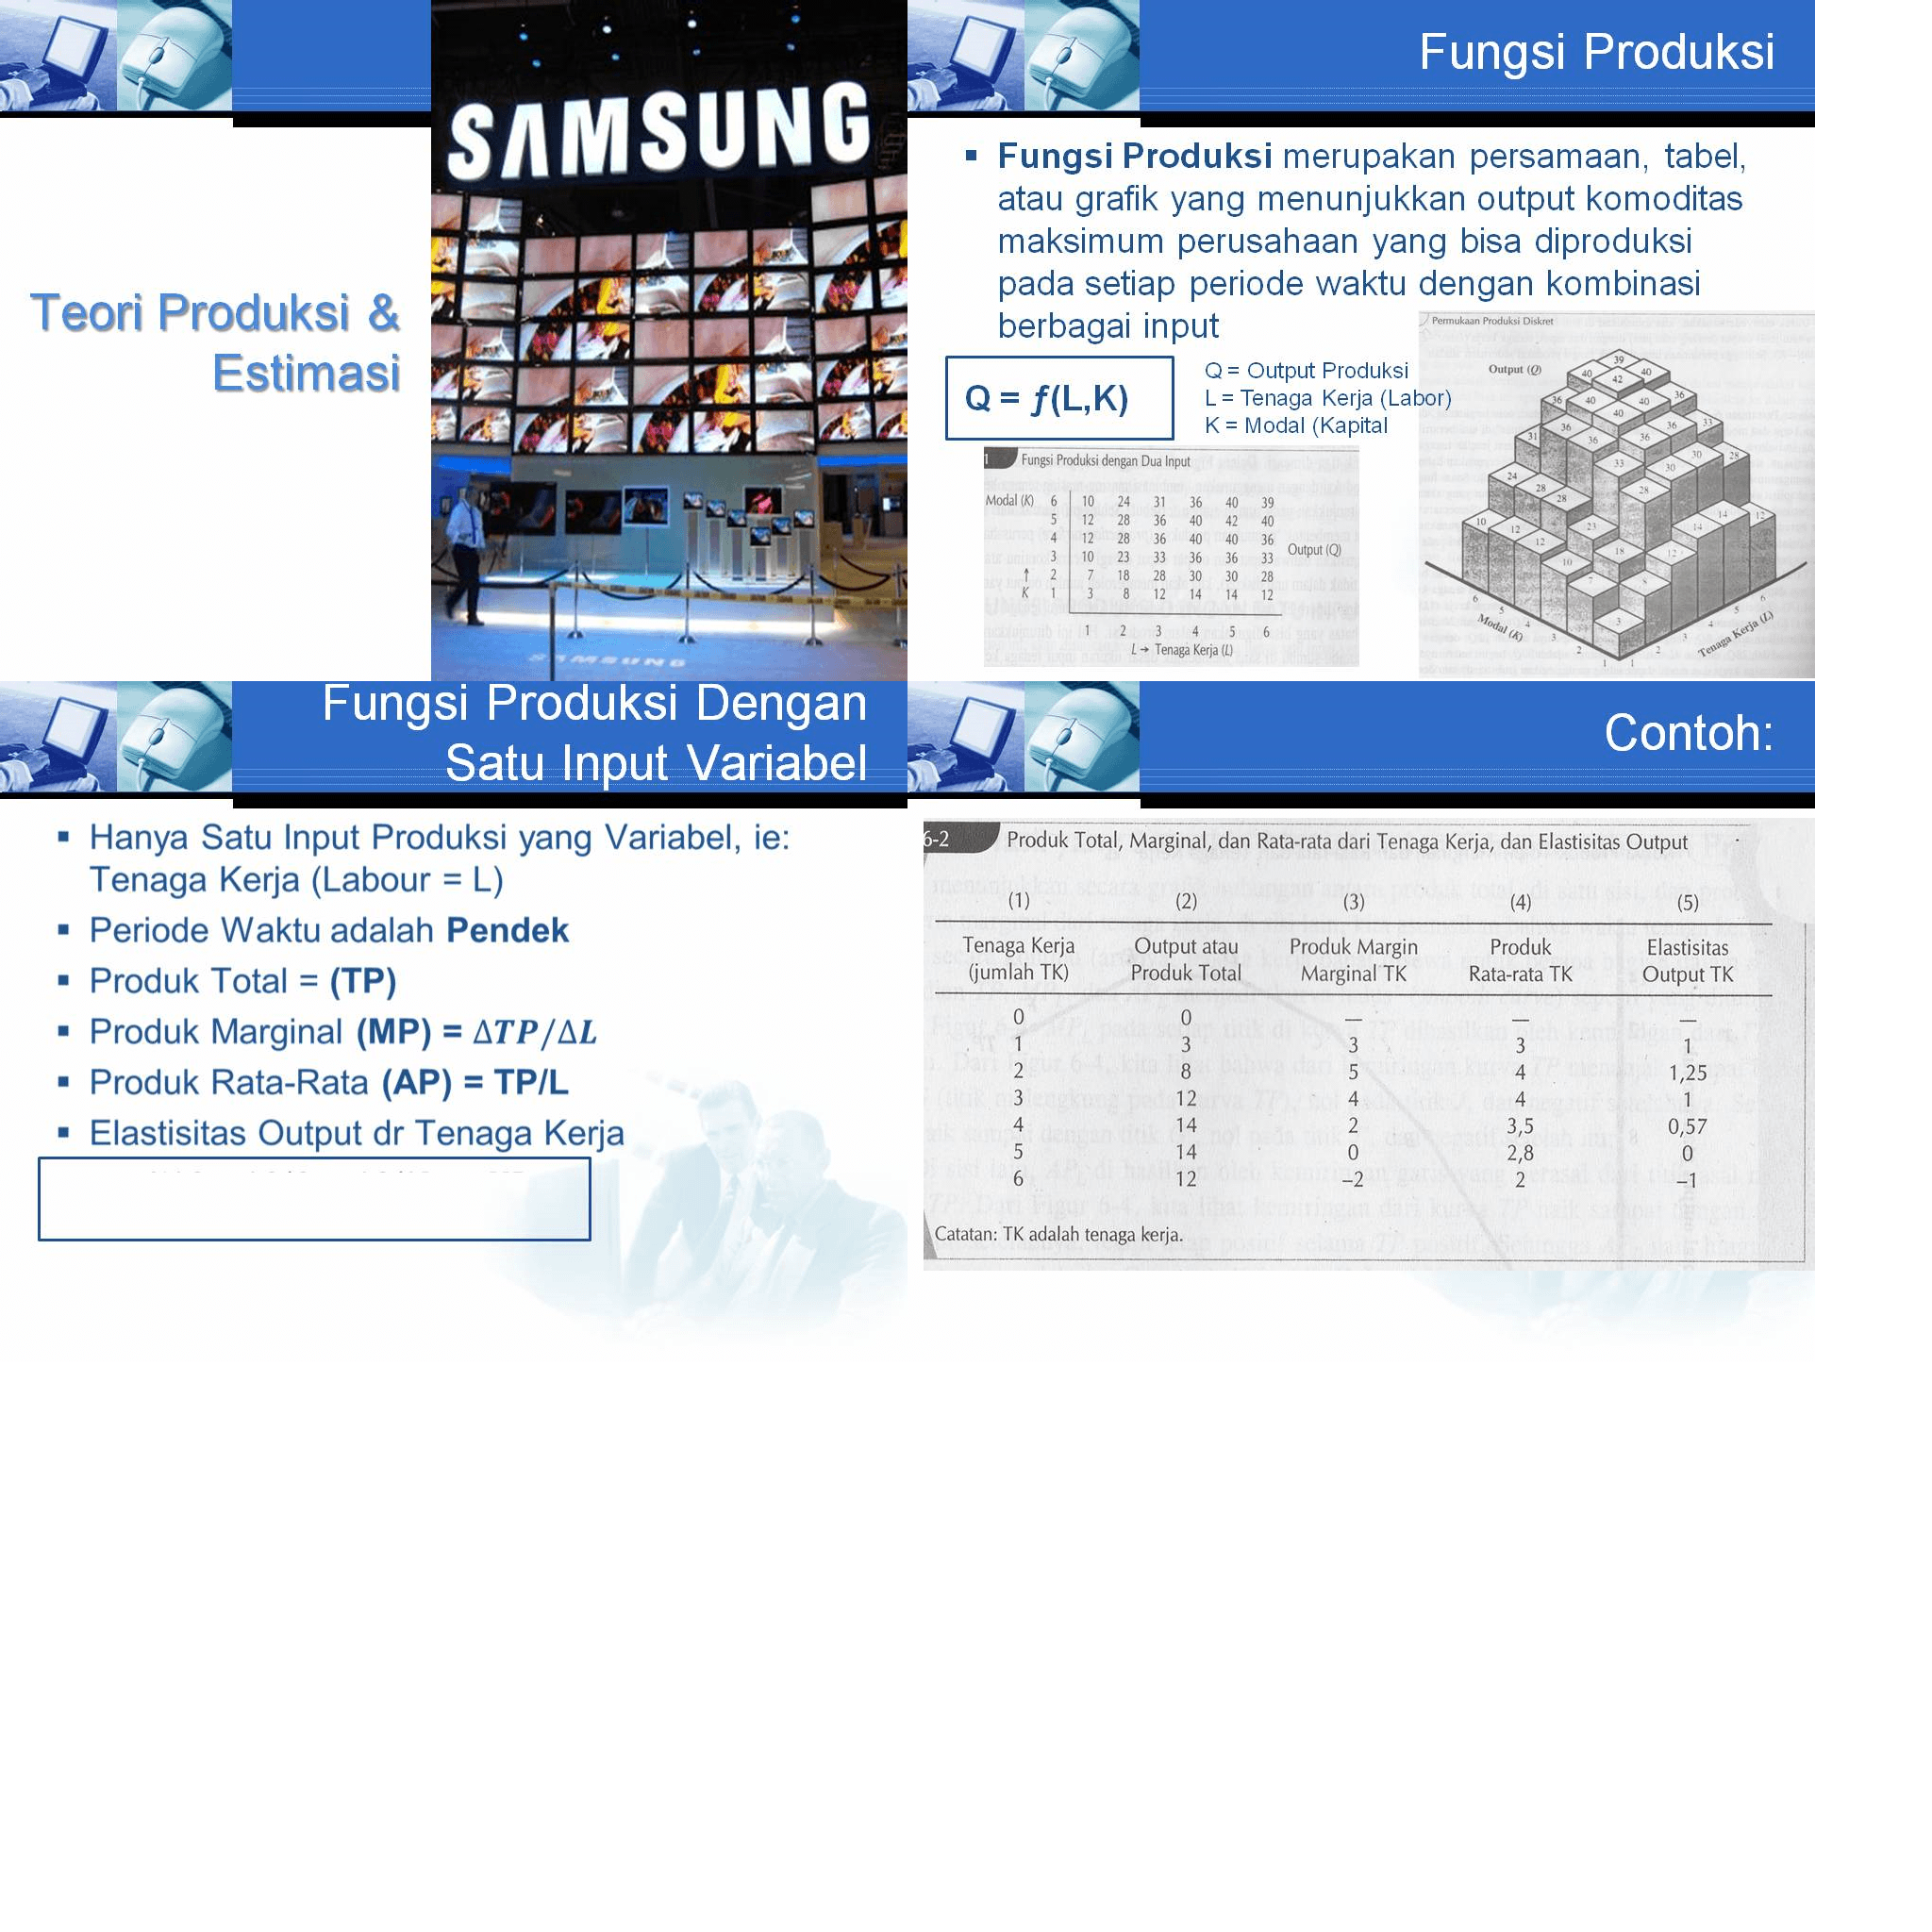 SAMSUNG
Teori Produksi &
Estimasi
SAMSUNG
Fungsi Produksi
▪ Fungsi Produksi merupakan persamaan, tabel,
atau grafik yang menunjukkan output komoditas
maksimum perusahaan yang bisa diproduksi
pada setiap periode waktu dengan kombinasi
berbagai input
Q = ƒ(L,K)
Q = Output Produksi
L = Tenaga Kerja (Labor)
K = Modal (Kapital
1 Fungsi Produksi dengan Dua Input
Modal (K) 6 10 24 31 36 40 39
5 12 28 36 40 42 40
4 12 28 36 40 40 36
3 10 23 33 36 36 33
↑ 2 7 18 28 30 30 28
K 1 3 8 12 14 14 12
Output (Q)
1 2 3 4 5 6
L → Tenaga Kerja (L)
Permukaan Produksi Diskret
Output (Q)
39
40 40
42
36 40 40 36
40
31 36 36 36 36 33
24 28 28 33 30 30 28
28
10 12 12 23 14 14 12
10 18 12
7 8
3
6 5 4 3 2 1
1 2 3 4 5 6
Modal (K)
Tenaga Kerja (L)
Fungsi Produksi Dengan
Satu Input Variabel
▪ Hanya Satu Input Produksi yang Variabel, ie:
Tenaga Kerja (Labour = L)
▪ Periode Waktu adalah Pendek
▪ Produk Total = (TP)
▪ Produk Marginal (MP) = ∆TP/∆L
▪ Produk Rata-Rata (AP) = TP/L
▪ Elastisitas Output dr Tenaga Kerja
Contoh:
6-2 Produk Total, Marginal, dan Rata-rata dari Tenaga Kerja, dan Elastisitas Output
(1) (2) (3) (4) (5)
Tenaga Kerja Output atau Produk Margin Produk Elastisitas
(jumlah TK) Produk Total Marginal TK Rata-rata TK Output TK
0 0 — — —
1 3 3 3 1
2 8 5 4 1,25
3 12 4 4 1
4 14 2 3,5 0,57
5 14 0 2,8 0
6 12 –2 2 –1
Catatan: TK adalah tenaga kerja.